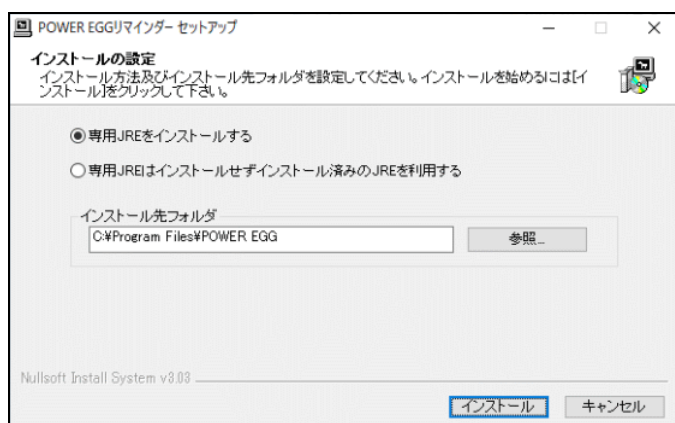 POWER EGGリマインダー セットアップ
インストールの設定
インストール方法及びインストール先フォルダを設定してください。インストールを始めるには[イ
ンストール]をクリックして下さい。
専用JREをインストールする
専用JREはインストールせずインストール済みのJREを利用する
インストール先フォルダ
C:¥Program Files¥POWER EGG
参照...
Nullsoft Install System v3.03
インストール
キャンセル